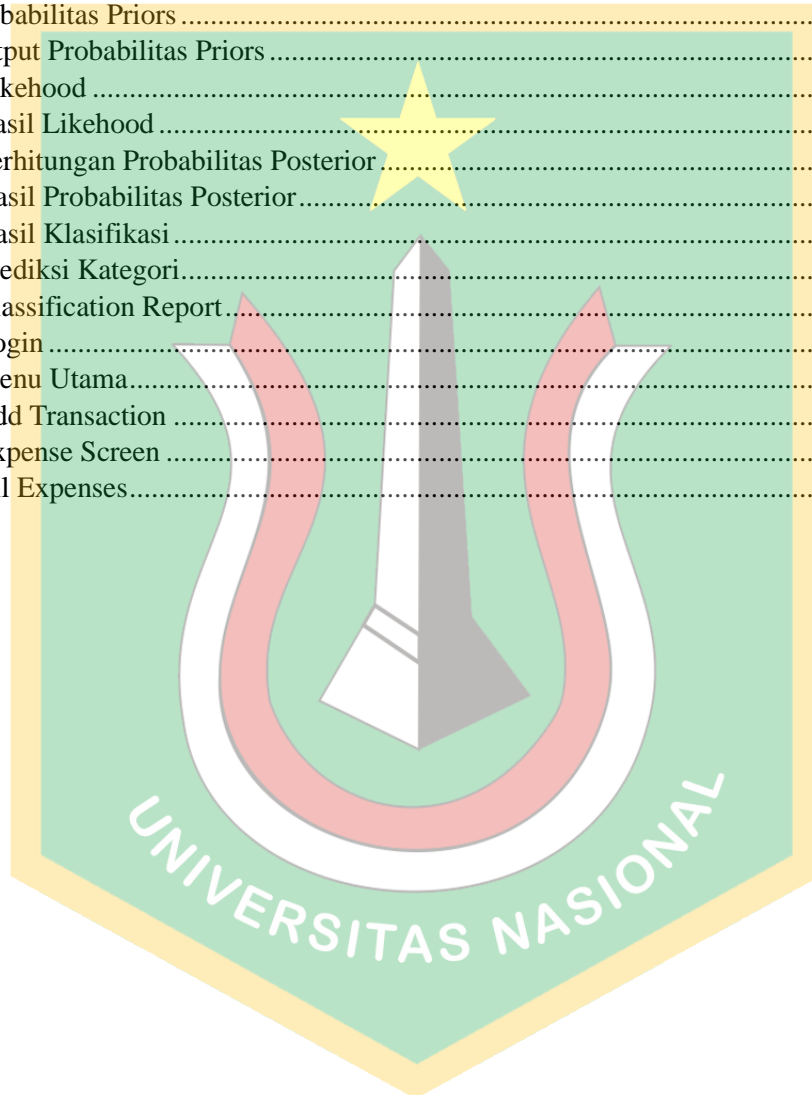 babilitas Priors
tput Probabilitas Priors
kehood
asil Likehood
erhitungan Probabilitas Posterior
asil Probabilitas Posterior
asil Klasifikasi
ediksi Kategori
assification Report
ogin
enu Utama
dd Transaction
xpense Screen
ll Expenses
UNIVERSITAS NASIONAL